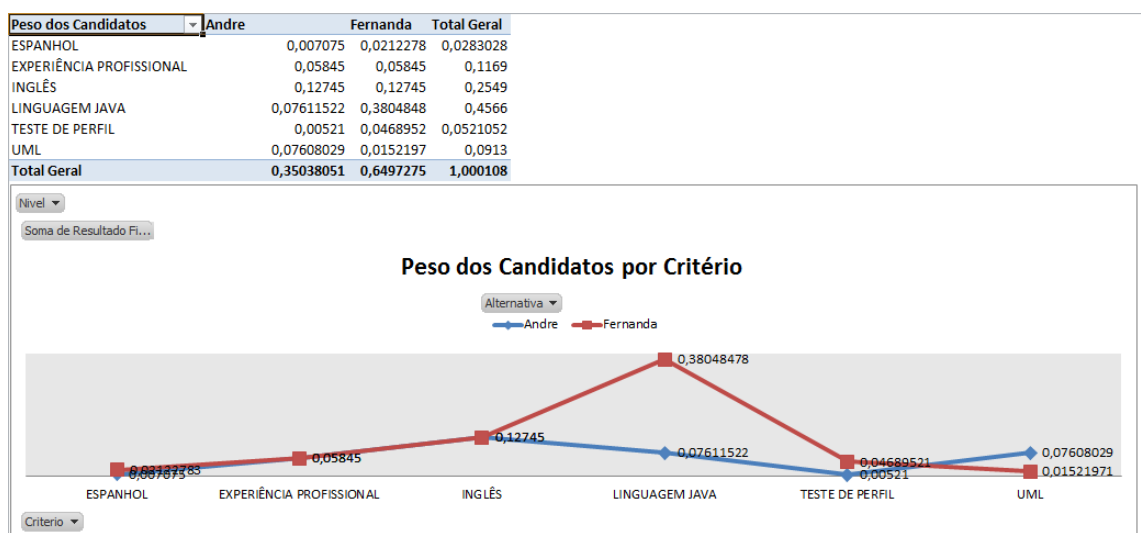 Peso dos Candidatos Andre Fernanda Total Geral
ESPANHOL 0,007075 0,0212278 0,0283028
EXPERIÊNCIA PROFISSIONAL 0,05845 0,05845 0,1169
INGLÊS 0,12745 0,12745 0,2549
LINGUAGEM JAVA 0,07611522 0,3804848 0,4566
TESTE DE PERFIL 0,00521 0,0468952 0,0521052
UML 0,07608029 0,0152197 0,0913
Total Geral 0,35038051 0,6497275 1,000108
Nivel
Soma de Resultado Fi...
Peso dos Candidatos por Critério
Alternativa
Andre Fernanda
0,38048478
0,12745
0,05845
0,07611522
0,07608029
0,04689521
0,00521
0,01521971
0,007075
ESPANHOL EXPERIÊNCIA PROFISSIONAL INGLÊS LINGUAGEM JAVA TESTE DE PERFIL UML
Criterio